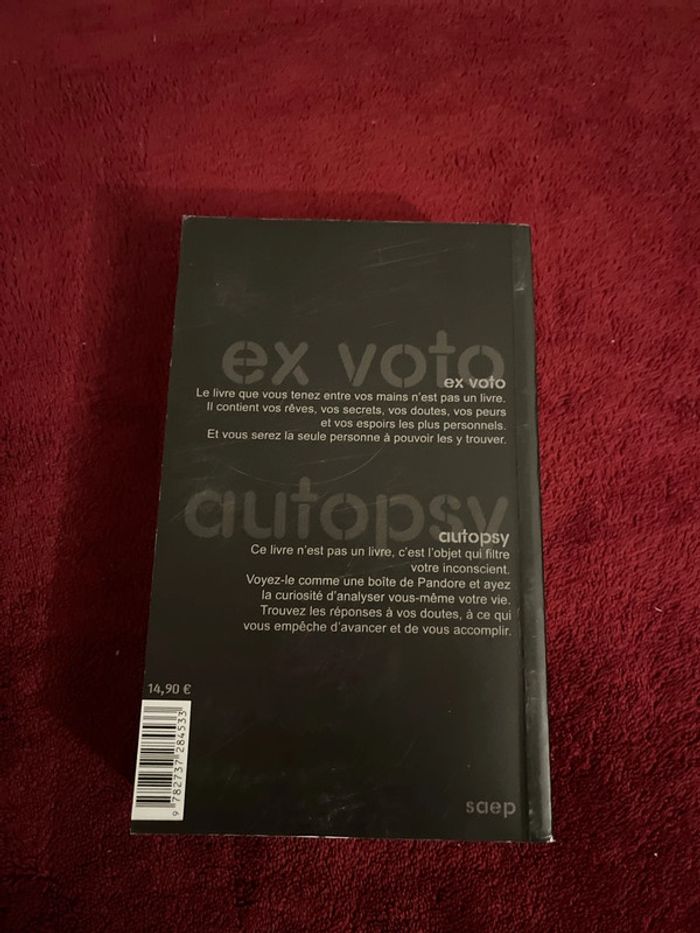 ex voto
ex voto
Le livre que vous tenez entre vos mains n'est pas un livre.
Il contient vos rêves, vos secrets, vos doutes, vos peurs
et vos espoirs les plus personnels.
Et vous serez la seule personne à pouvoir les y trouver.
autopsy
autopsy
Ce livre n'est pas un livre, c'est l'objet qui filtre
votre inconscient.
Voyez-le comme une boîte de Pandore et ayez
la curiosité d'analyser vous-même votre vie.
Trouvez les réponses à vos doutes, à ce qui
vous empêche d'avancer et de vous accomplir.
14,90 €
9 782737 284533
saep